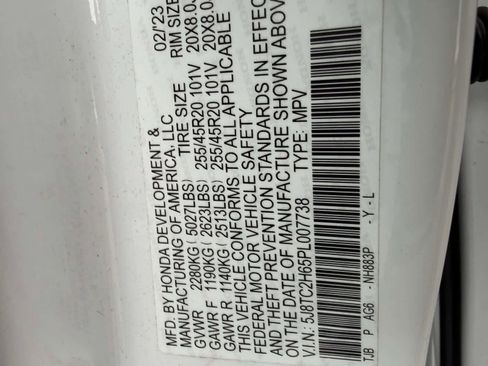 MFD. BY HONDA DEVELOPMENT & 02/23
MANUFACTURING OF AMERICA, LLC
TIRE SIZE RIM SIZE
GVWR 2280KG ( 5027LBS)
GAWR F 1190KG ( 2623LBS) 255/45R20 101V 20X8.0J
GAWR R 1140KG ( 2513LBS) 255/45R20 101V 20X8.0J
THIS VEHICLE CONFORMS TO ALL APPLICABLE
FEDERAL MOTOR VEHICLE SAFETY
AND THEFT PREVENTION STANDARDS IN EFFECT
ON THE DATE OF MANUFACTURE SHOWN ABOVE
V.I.N: 5J8TC2H65PL007738 TYPE: MPV
TJB P AG6 - NH883P - Y - L